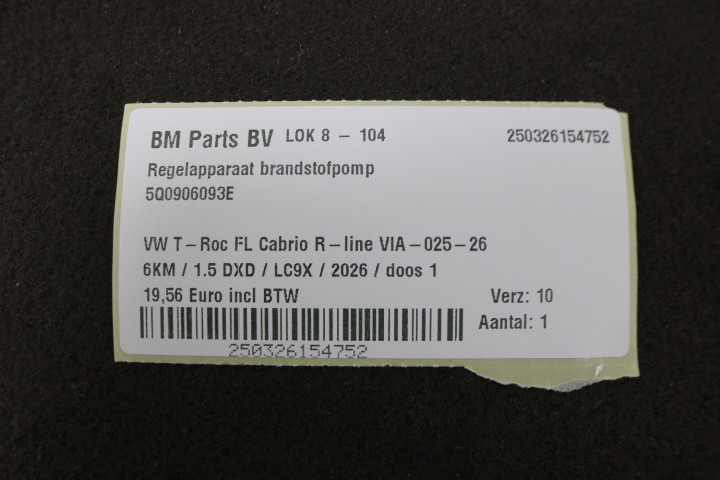 BM Parts BV LOK 8 – 104 250326154752
Regelapparaat brandstofpomp
5Q0906093E
VW T–Roc FL Cabrio R–line VIA–025–26
6KM / 1.5 DXD / LC9X / 2026 / doos 1
19,56 Euro incl BTW Verz: 10
Aantal: 1
250326154752